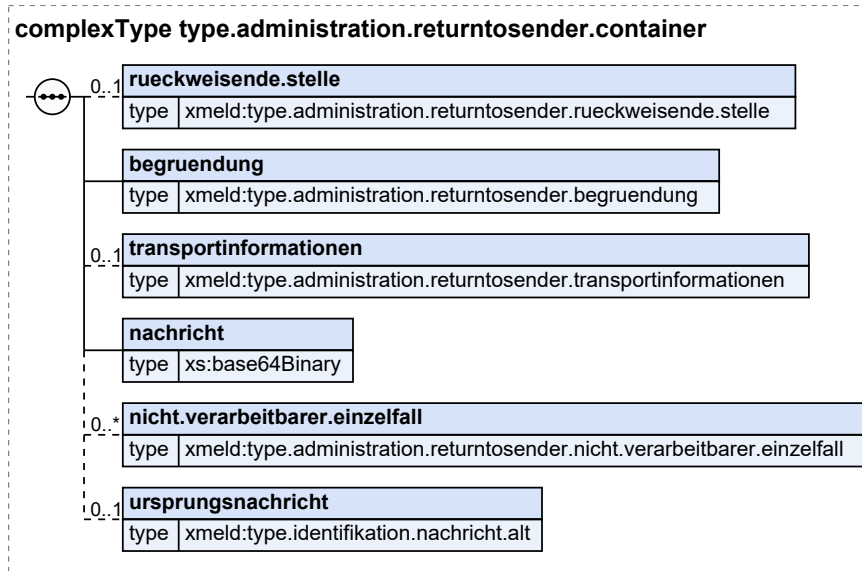 complexType type.administration.returntosender.container
0..1 rueckweisende.stelle
type xmeld:type.administration.returntosender.rueckweisende.stelle
begruendung
type xmeld:type.administration.returntosender.begruendung
0..1 transportinformationen
type xmeld:type.administration.returntosender.transportinformationen
nachricht
type xs:base64Binary
0..* nicht.verarbeitbarer.einzelfall
type xmeld:type.administration.returntosender.nicht.verarbeitbarer.einzelfall
0..1 ursprungsnachricht
type xmeld:type.identifikation.nachricht.alt